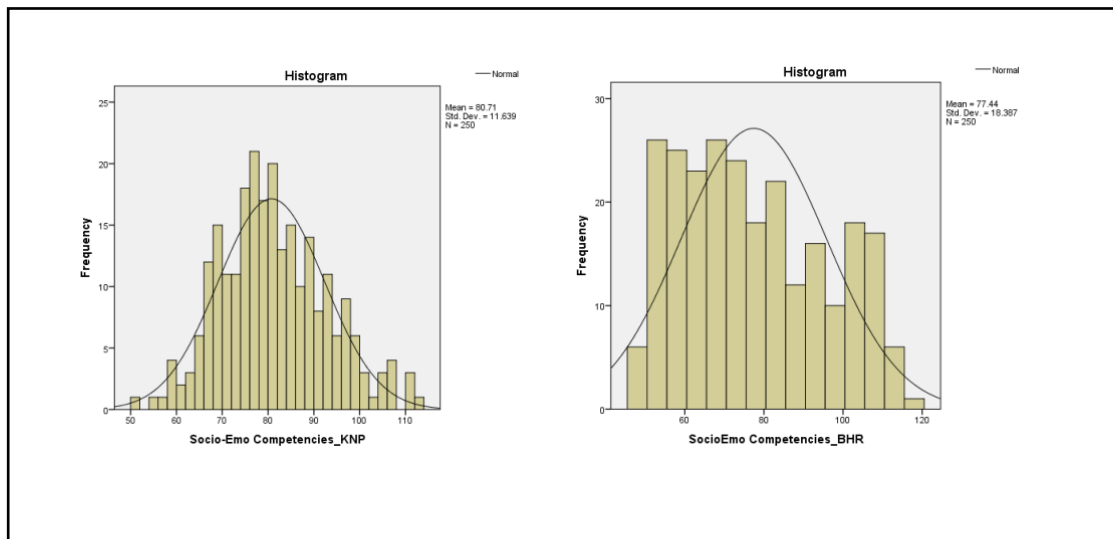 Histogram
Normal
Mean = 80.71
Std. Dev. = 11.639
N = 250
25
20
15
10
5
0
Frequency
50 60 70 80 90 100 110
Socio-Emo Competencies_KNP
Histogram
Normal
Mean = 77.44
Std. Dev. = 18.387
N = 250
30
20
10
0
Frequency
60 80 100 120
SocioEmo Competencies_BHR